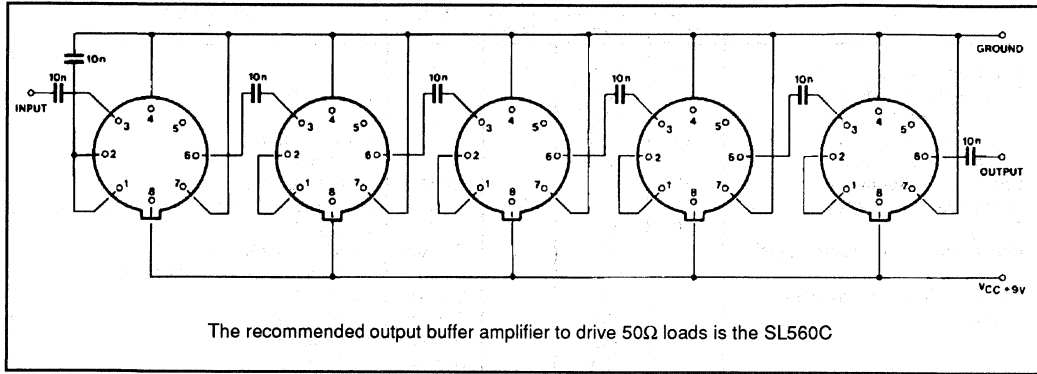 GROUND
10n
10n
INPUT
10n
10n
10n
10n
10n
OUTPUT
3 4 5
2 6
1 8 7
3 4 5
2 6
1 8 7
3 4 5
2 6
1 8 7
3 4 5
2 6
1 8 7
3 4 5
2 6
1 8 7
VCC +9V
The recommended output buffer amplifier to drive 50Ω loads is the SL560C